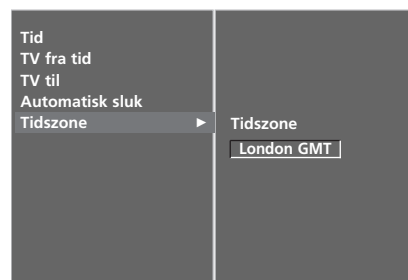 Tid
TV fra tid
TV til
Automatisk sluk
Tidszone ►
Tidszone
London GMT